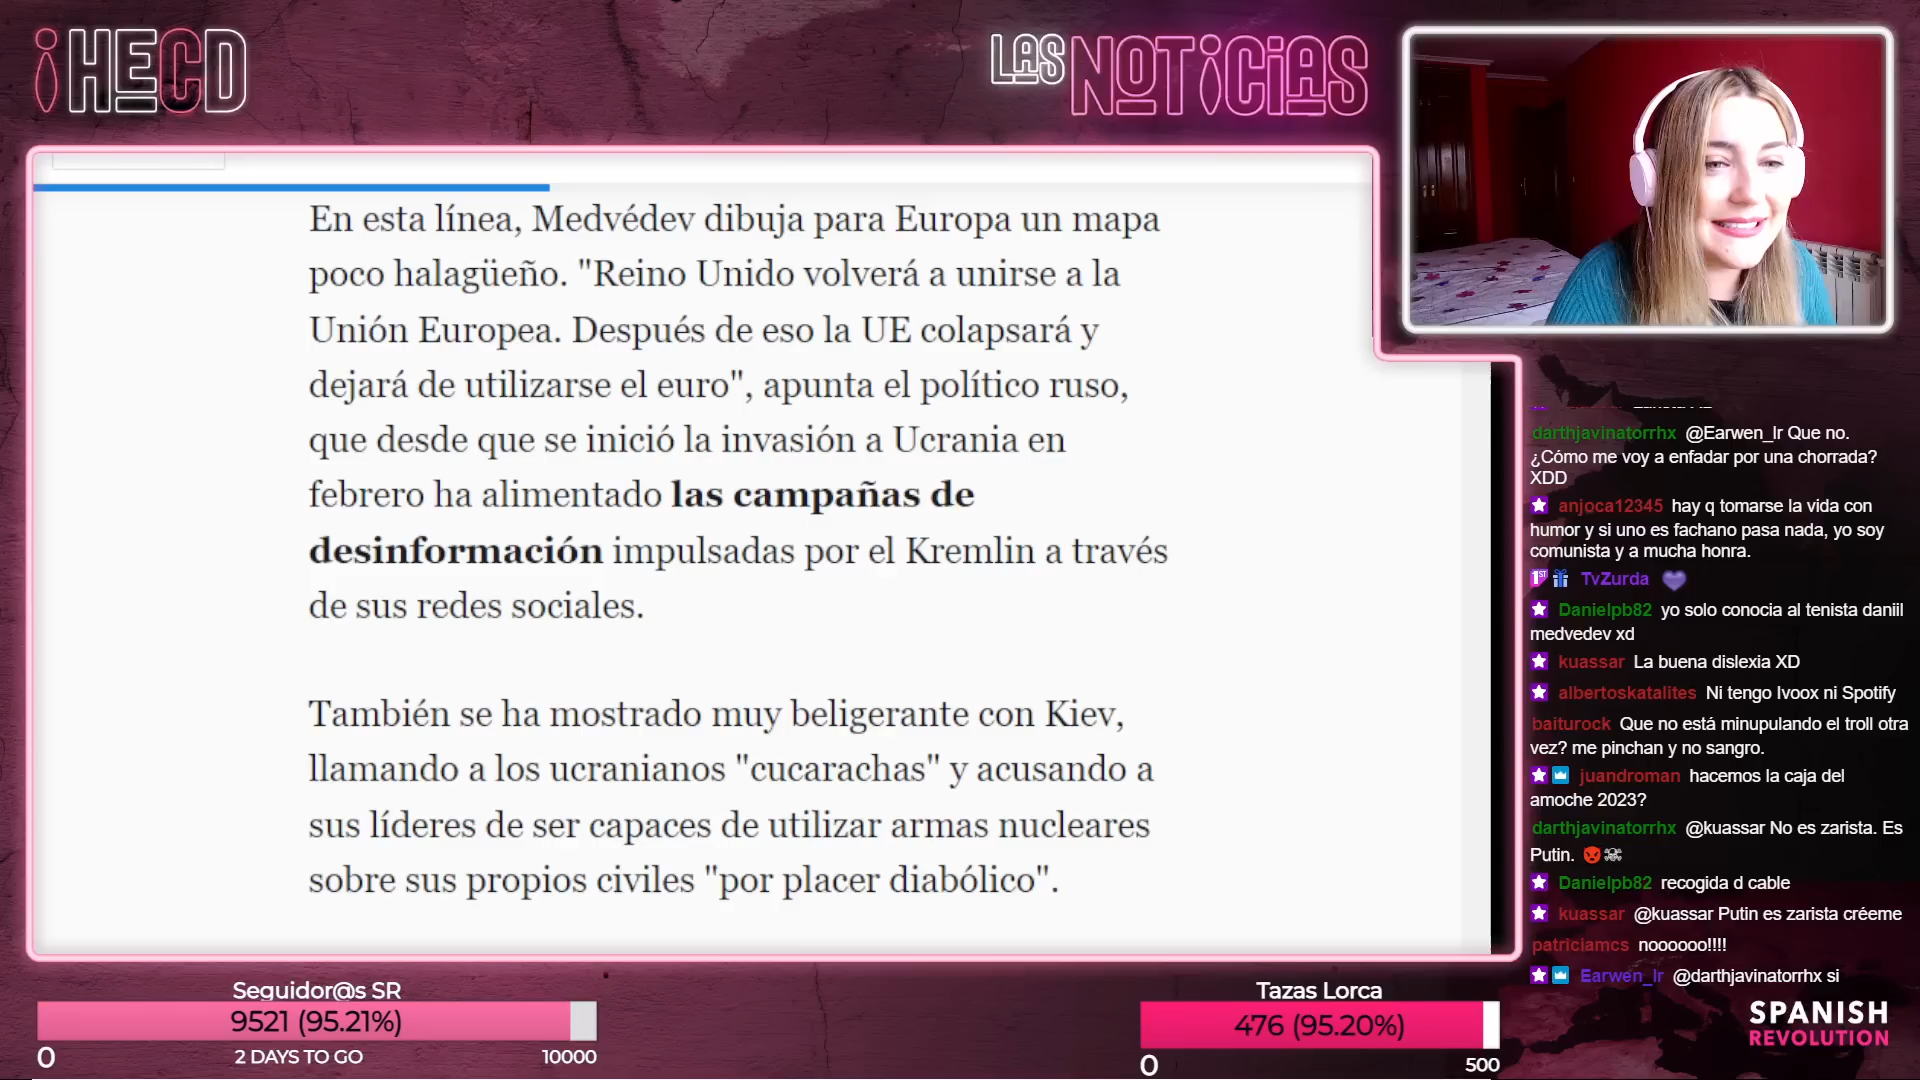 ¡HECD
LAS NOTICIAS
En esta línea, Medvédev dibuja para Europa un mapa
poco halagüeño. "Reino Unido volverá a unirse a la
Unión Europea. Después de eso la UE colapsará y
dejará de utilizarse el euro", apunta el político ruso,
que desde que se inició la invasión a Ucrania en
febrero ha alimentado las campañas de
desinformación impulsadas por el Kremlin a través
de sus redes sociales.
También se ha mostrado muy beligerante con Kiev,
llamando a los ucranianos "cucarachas" y acusando a
sus líderes de ser capaces de utilizar armas nucleares
sobre sus propios civiles "por placer diabólico".
darthjavinatorrhx @Earwen_lr Que no.
¿Cómo me voy a enfadar por una chorrada?
XDD
anjoca12345 hay q tomarse la vida con
humor y si uno es fachano pasa nada, yo soy
comunista y a mucha honra.
1ST TvZurda
Danielpb82 yo solo conocia al tenista daniil
medvedev xd
kuassar La buena dislexia XD
albertoskatalites Ni tengo Ivoox ni Spotify
baiturock Que no está minupulando el troll otra
vez? me pinchan y no sangro.
juandroman hacemos la caja del
amoche 2023?
darthjavinatorrhx @kuassar No es zarista. Es
Putin. 👹☠
Danielpb82 recogida d cable
kuassar @kuassar Putin es zarista créeme
patriciamcs noooooo!!!!
Earwen_lr @darthjavinatorrhx si
Seguidor@s SR
9521 (95.21%)
0 2 DAYS TO GO 10000
Tazas Lorca
476 (95.20%)
0 500
SPANISH
REVOLUTION